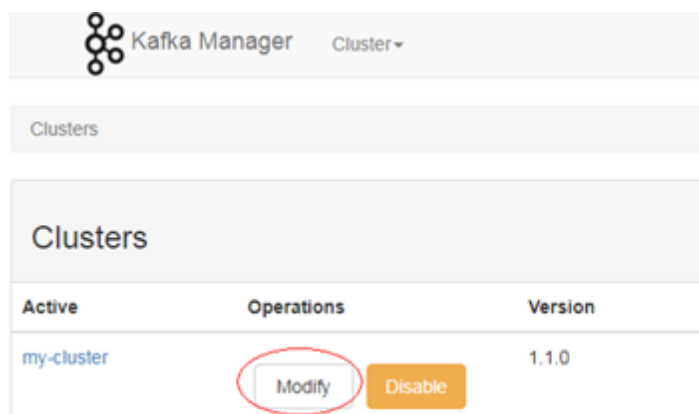 Kafka Manager Cluster
Clusters
Clusters
Active Operations Version
my-cluster 1.1.0
Modify Disable